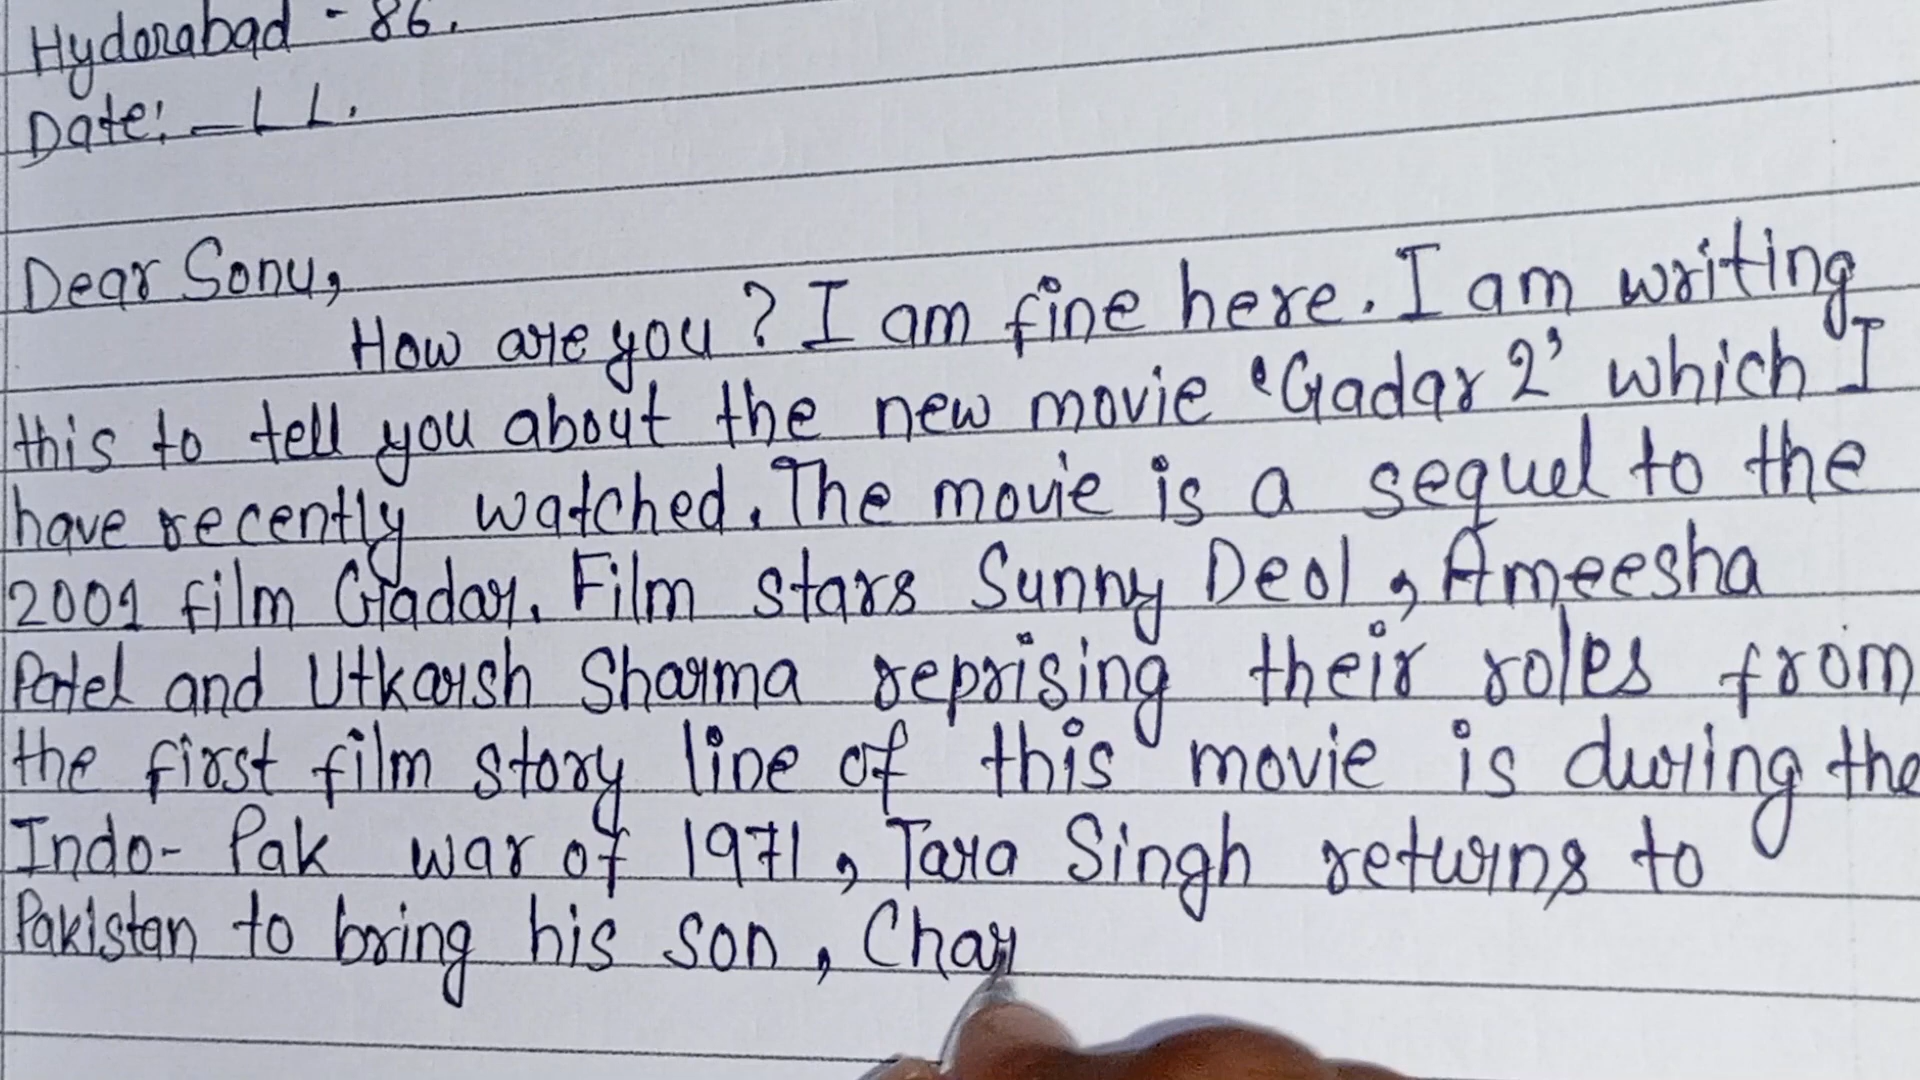 Hyderabad - 86.
Date: _ L L.
Dear Sonu,
How are you? I am fine here. I am writing
this to tell you about the new movie 'Gadar 2' which I
have recently watched. The movie is a sequel to the
2001 film Gadar. Film stars Sunny Deol, Ameesha
Patel and Utkarsh Sharma reprising their roles from
the first film story line of this movie is during the
Indo- Pak war of 1971, Tara Singh returns to
Pakistan to bring his son, Char